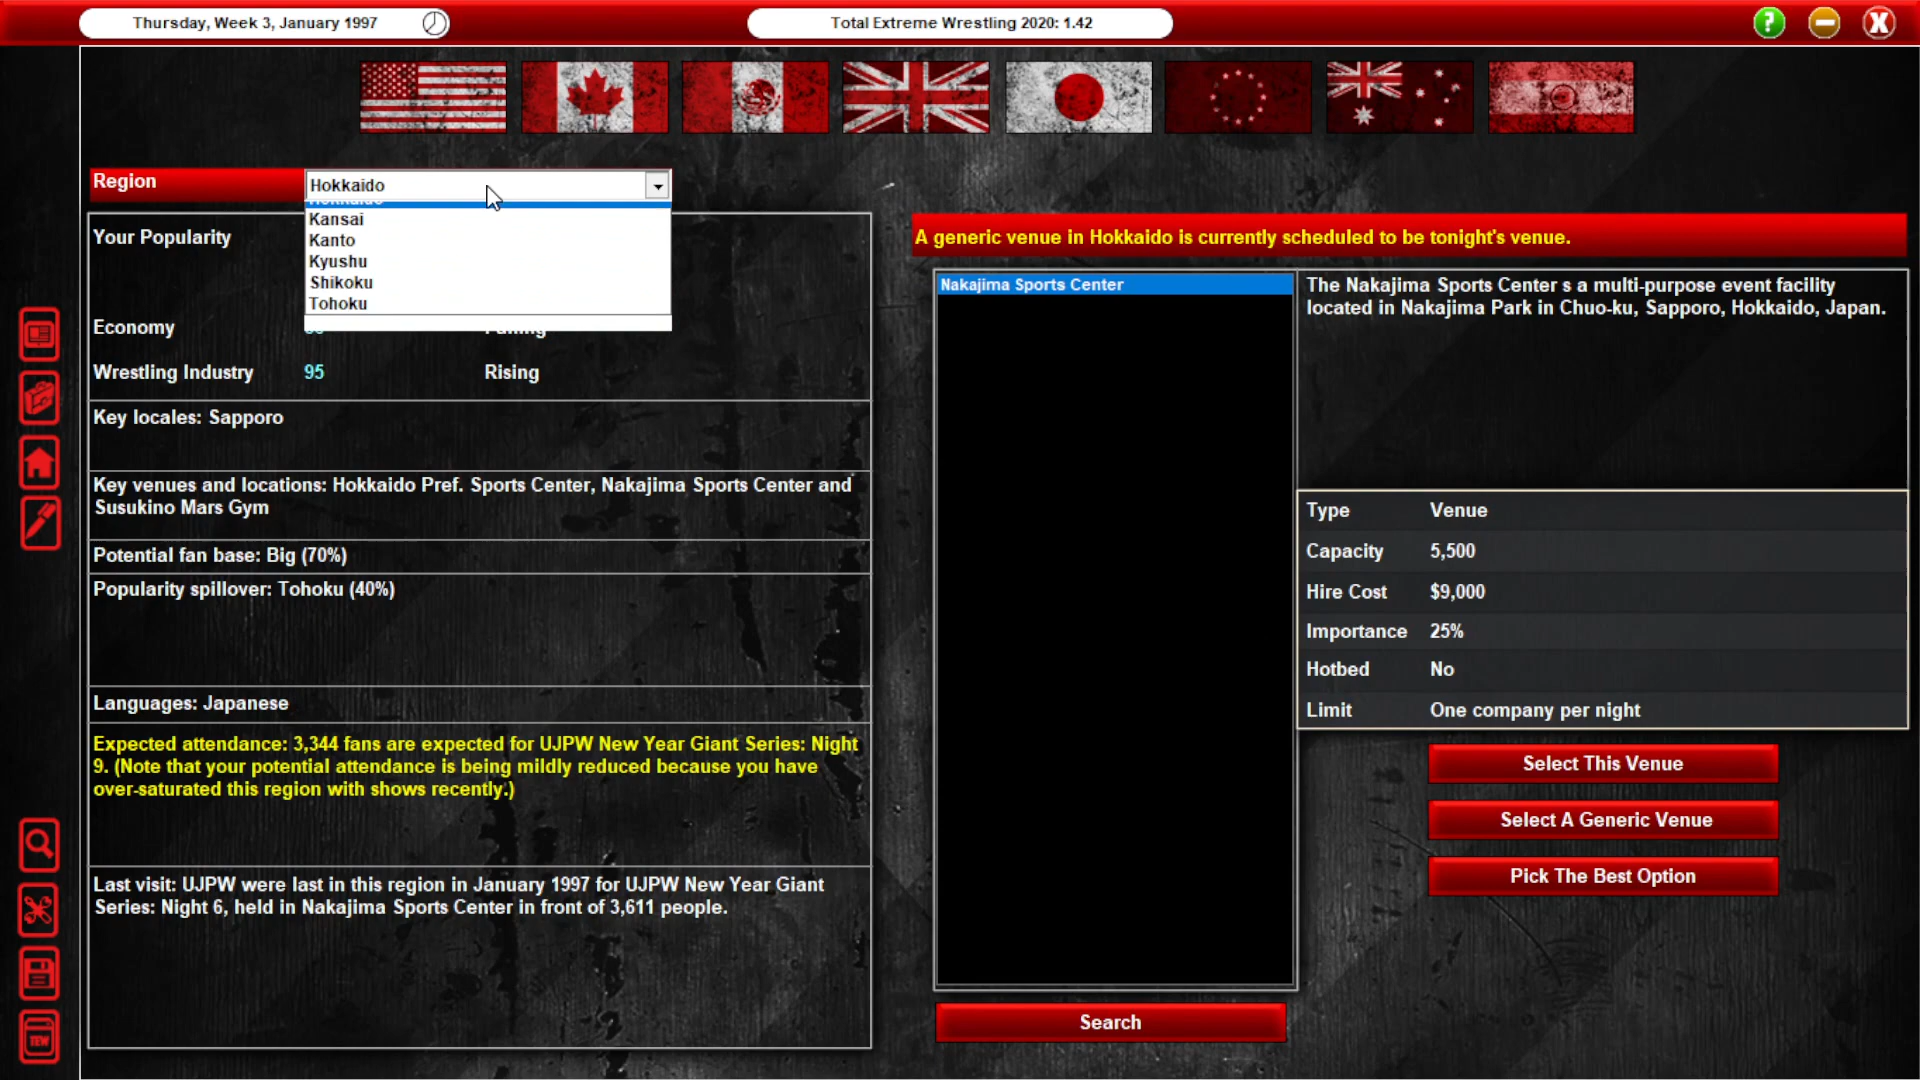 Thursday, Week 3, January 1997
Total Extreme Wrestling 2020: 1.42
?
X
Region
Hokkaido
Kansai
Kanto
Kyushu
Shikoku
Tohoku
Your Popularity
Economy
Wrestling Industry 95 Rising
Key locales: Sapporo
Key venues and locations: Hokkaido Pref. Sports Center, Nakajima Sports Center and
Susukino Mars Gym
Potential fan base: Big (70%)
Popularity spillover: Tohoku (40%)
Languages: Japanese
Expected attendance: 3,344 fans are expected for UJPW New Year Giant Series: Night
9. (Note that your potential attendance is being mildly reduced because you have
over-saturated this region with shows recently.)
Last visit: UJPW were last in this region in January 1997 for UJPW New Year Giant
Series: Night 6, held in Nakajima Sports Center in front of 3,611 people.
A generic venue in Hokkaido is currently scheduled to be tonight's venue.
Nakajima Sports Center
The Nakajima Sports Center s a multi-purpose event facility
located in Nakajima Park in Chuo-ku, Sapporo, Hokkaido, Japan.
Type Venue
Capacity 5,500
Hire Cost $9,000
Importance 25%
Hotbed No
Limit One company per night
Select This Venue
Select A Generic Venue
Pick The Best Option
Search
TEW